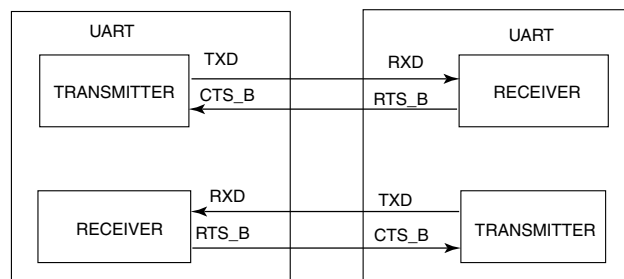 UART UART
TXD RXD
TRANSMITTER CTS_B RTS_B RECEIVER
RXD TXD
RECEIVER RTS_B CTS_B TRANSMITTER